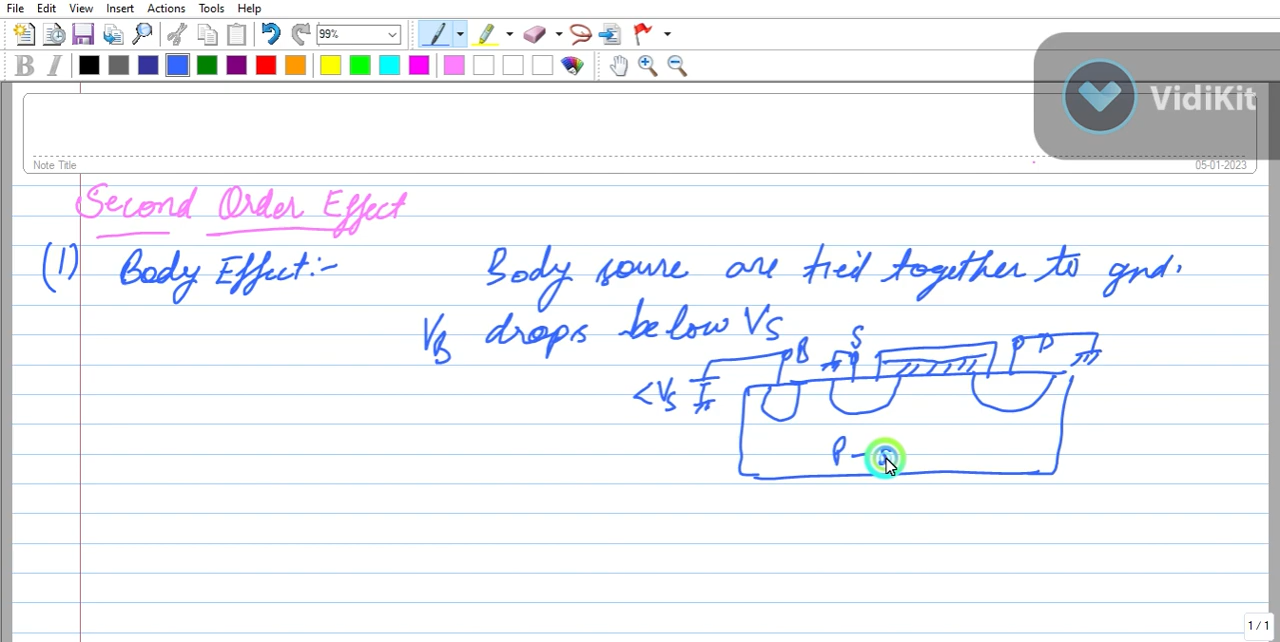 File Edit View Insert Actions Tools Help
99%
B I
VidiKit
Note Title
05-01-2023
Second Order Effect
(1) Body Effect:- Body soure are tied together to gnd.
VB drops below VS
<VS B S D
P-S
1 / 1